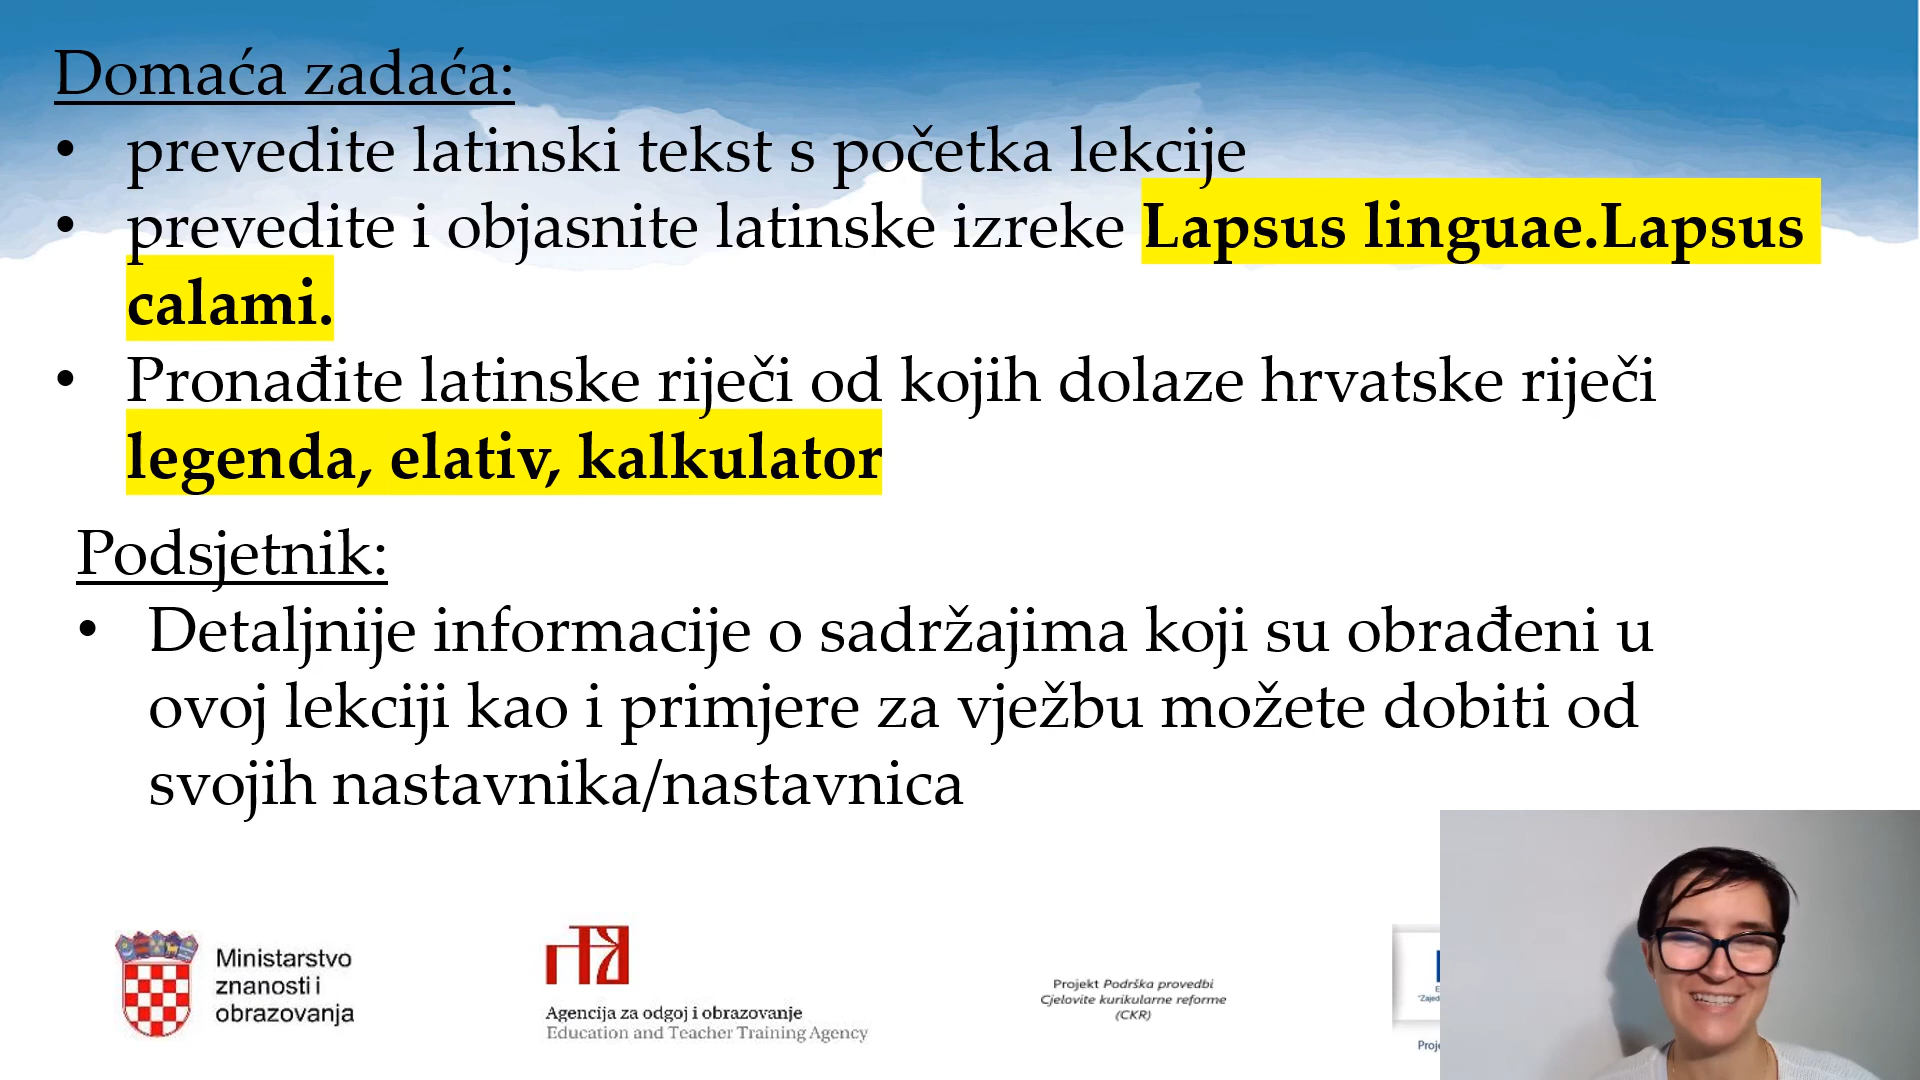 Domaća zadaća:
• prevedite latinski tekst s početka lekcije
• prevedite i objasnite latinske izreke Lapsus linguae.Lapsus
calami.
• Pronađite latinske riječi od kojih dolaze hrvatske riječi
legenda, elativ, kalkulator
Podsjetnik:
• Detaljnije informacije o sadržajima koji su obrađeni u
ovoj lekciji kao i primjere za vježbu možete dobiti od
svojih nastavnika/nastavnica
Ministarstvo
znanosti i
obrazovanja
Agencija za odgoj i obrazovanje
Education and Teacher Training Agency
Projekt Podrška provedbi
Cjelovite kurikularne reforme
(CKR)